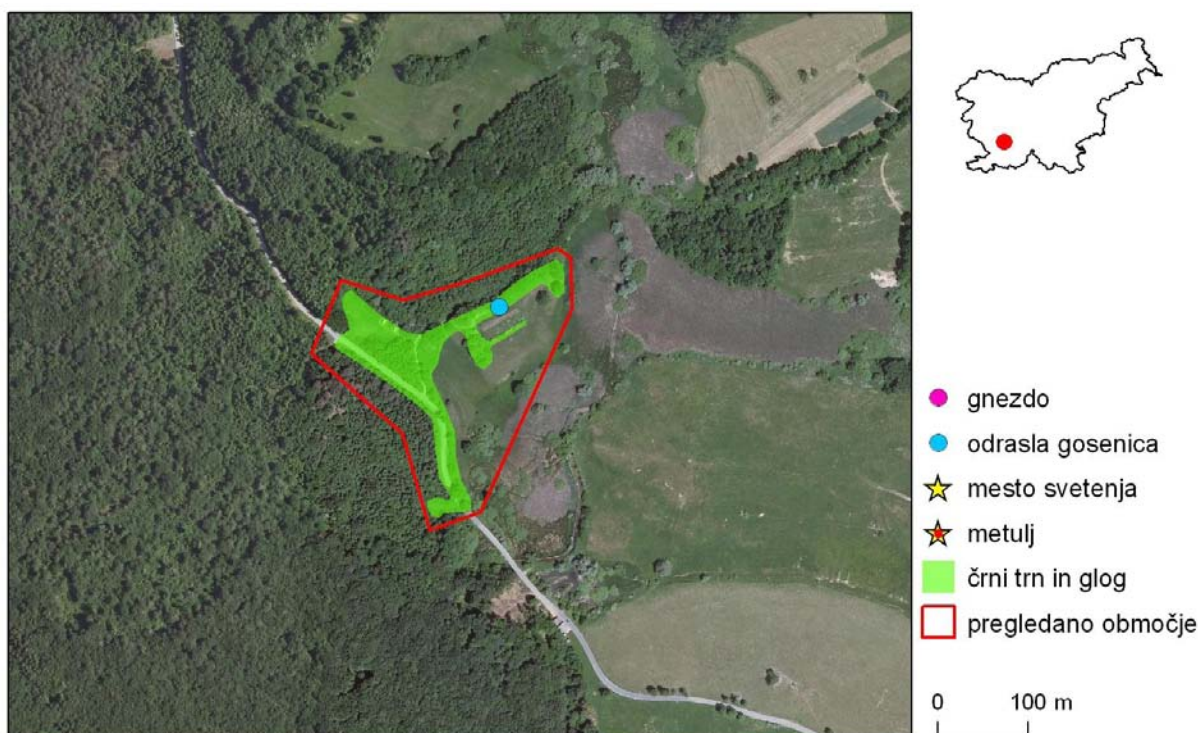 gnezdo
odrasla gosenica
mesto svetenja
metulj
črni trn in glog
pregledano območje
0 100 m